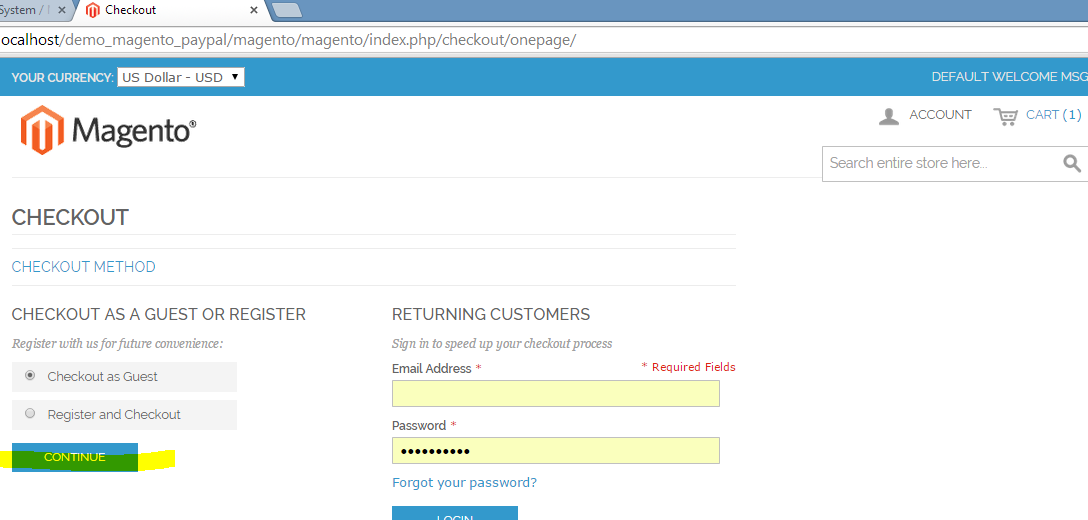 System /
Checkout
ocalhost/demo_magento_paypal/magento/magento/index.php/checkout/onepage/
YOUR CURRENCY: US Dollar - USD
DEFAULT WELCOME MSG
Magento®
ACCOUNT
CART (1)
Search entire store here...
CHECKOUT
CHECKOUT METHOD
CHECKOUT AS A GUEST OR REGISTER
Register with us for future convenience:
Checkout as Guest
Register and Checkout
CONTINUE
RETURNING CUSTOMERS
Sign in to speed up your checkout process
Email Address *
* Required Fields
Password *
••••••••••
Forgot your password?
LOGIN